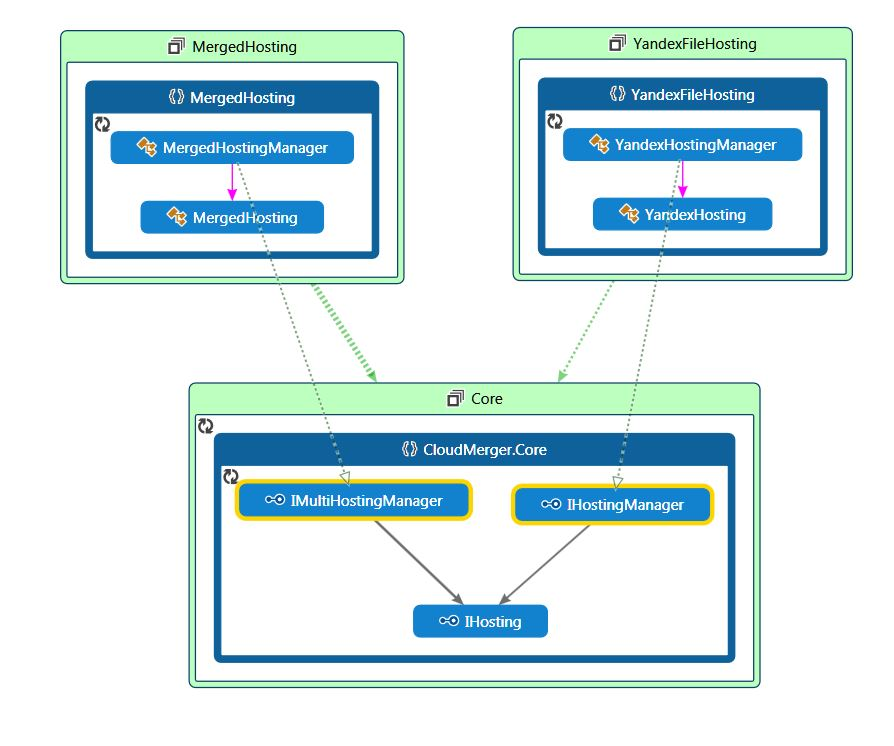 MergedHosting
YandexFileHosting
MergedHosting
YandexFileHosting
MergedHostingManager
YandexHostingManager
MergedHosting
YandexHosting
Core
CloudMerger.Core
IMultiHostingManager
IHostingManager
IHosting